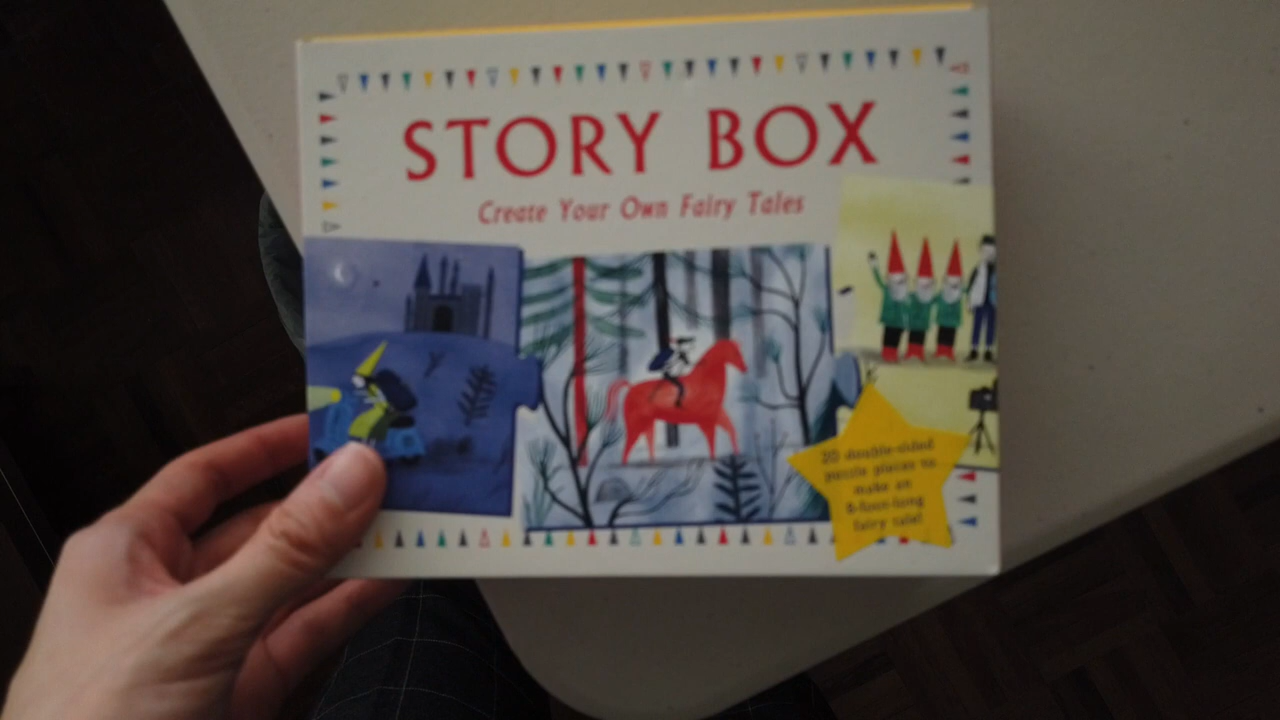 STORY BOX
Create Your Own Fairy Tales
20 double-sided
puzzle pieces to
make an
8-foot-long
fairy tale!